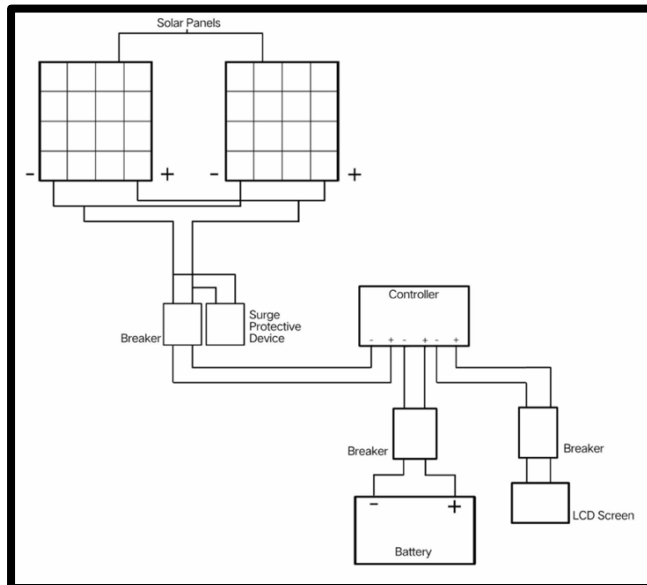 Solar Panels
- + - +
Controller
- + - + - +
Breaker
Surge
Protective
Device
Breaker
Breaker
- +
Battery
LCD Screen